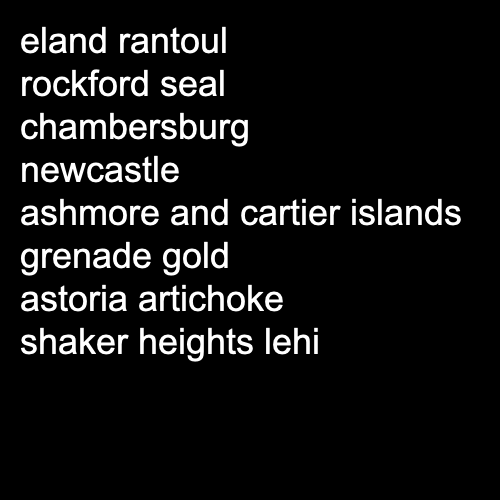 eland rantoul
rockford seal
chambersburg
newcastle
ashmore and cartier islands
grenade gold
astoria artichoke
shaker heights lehi